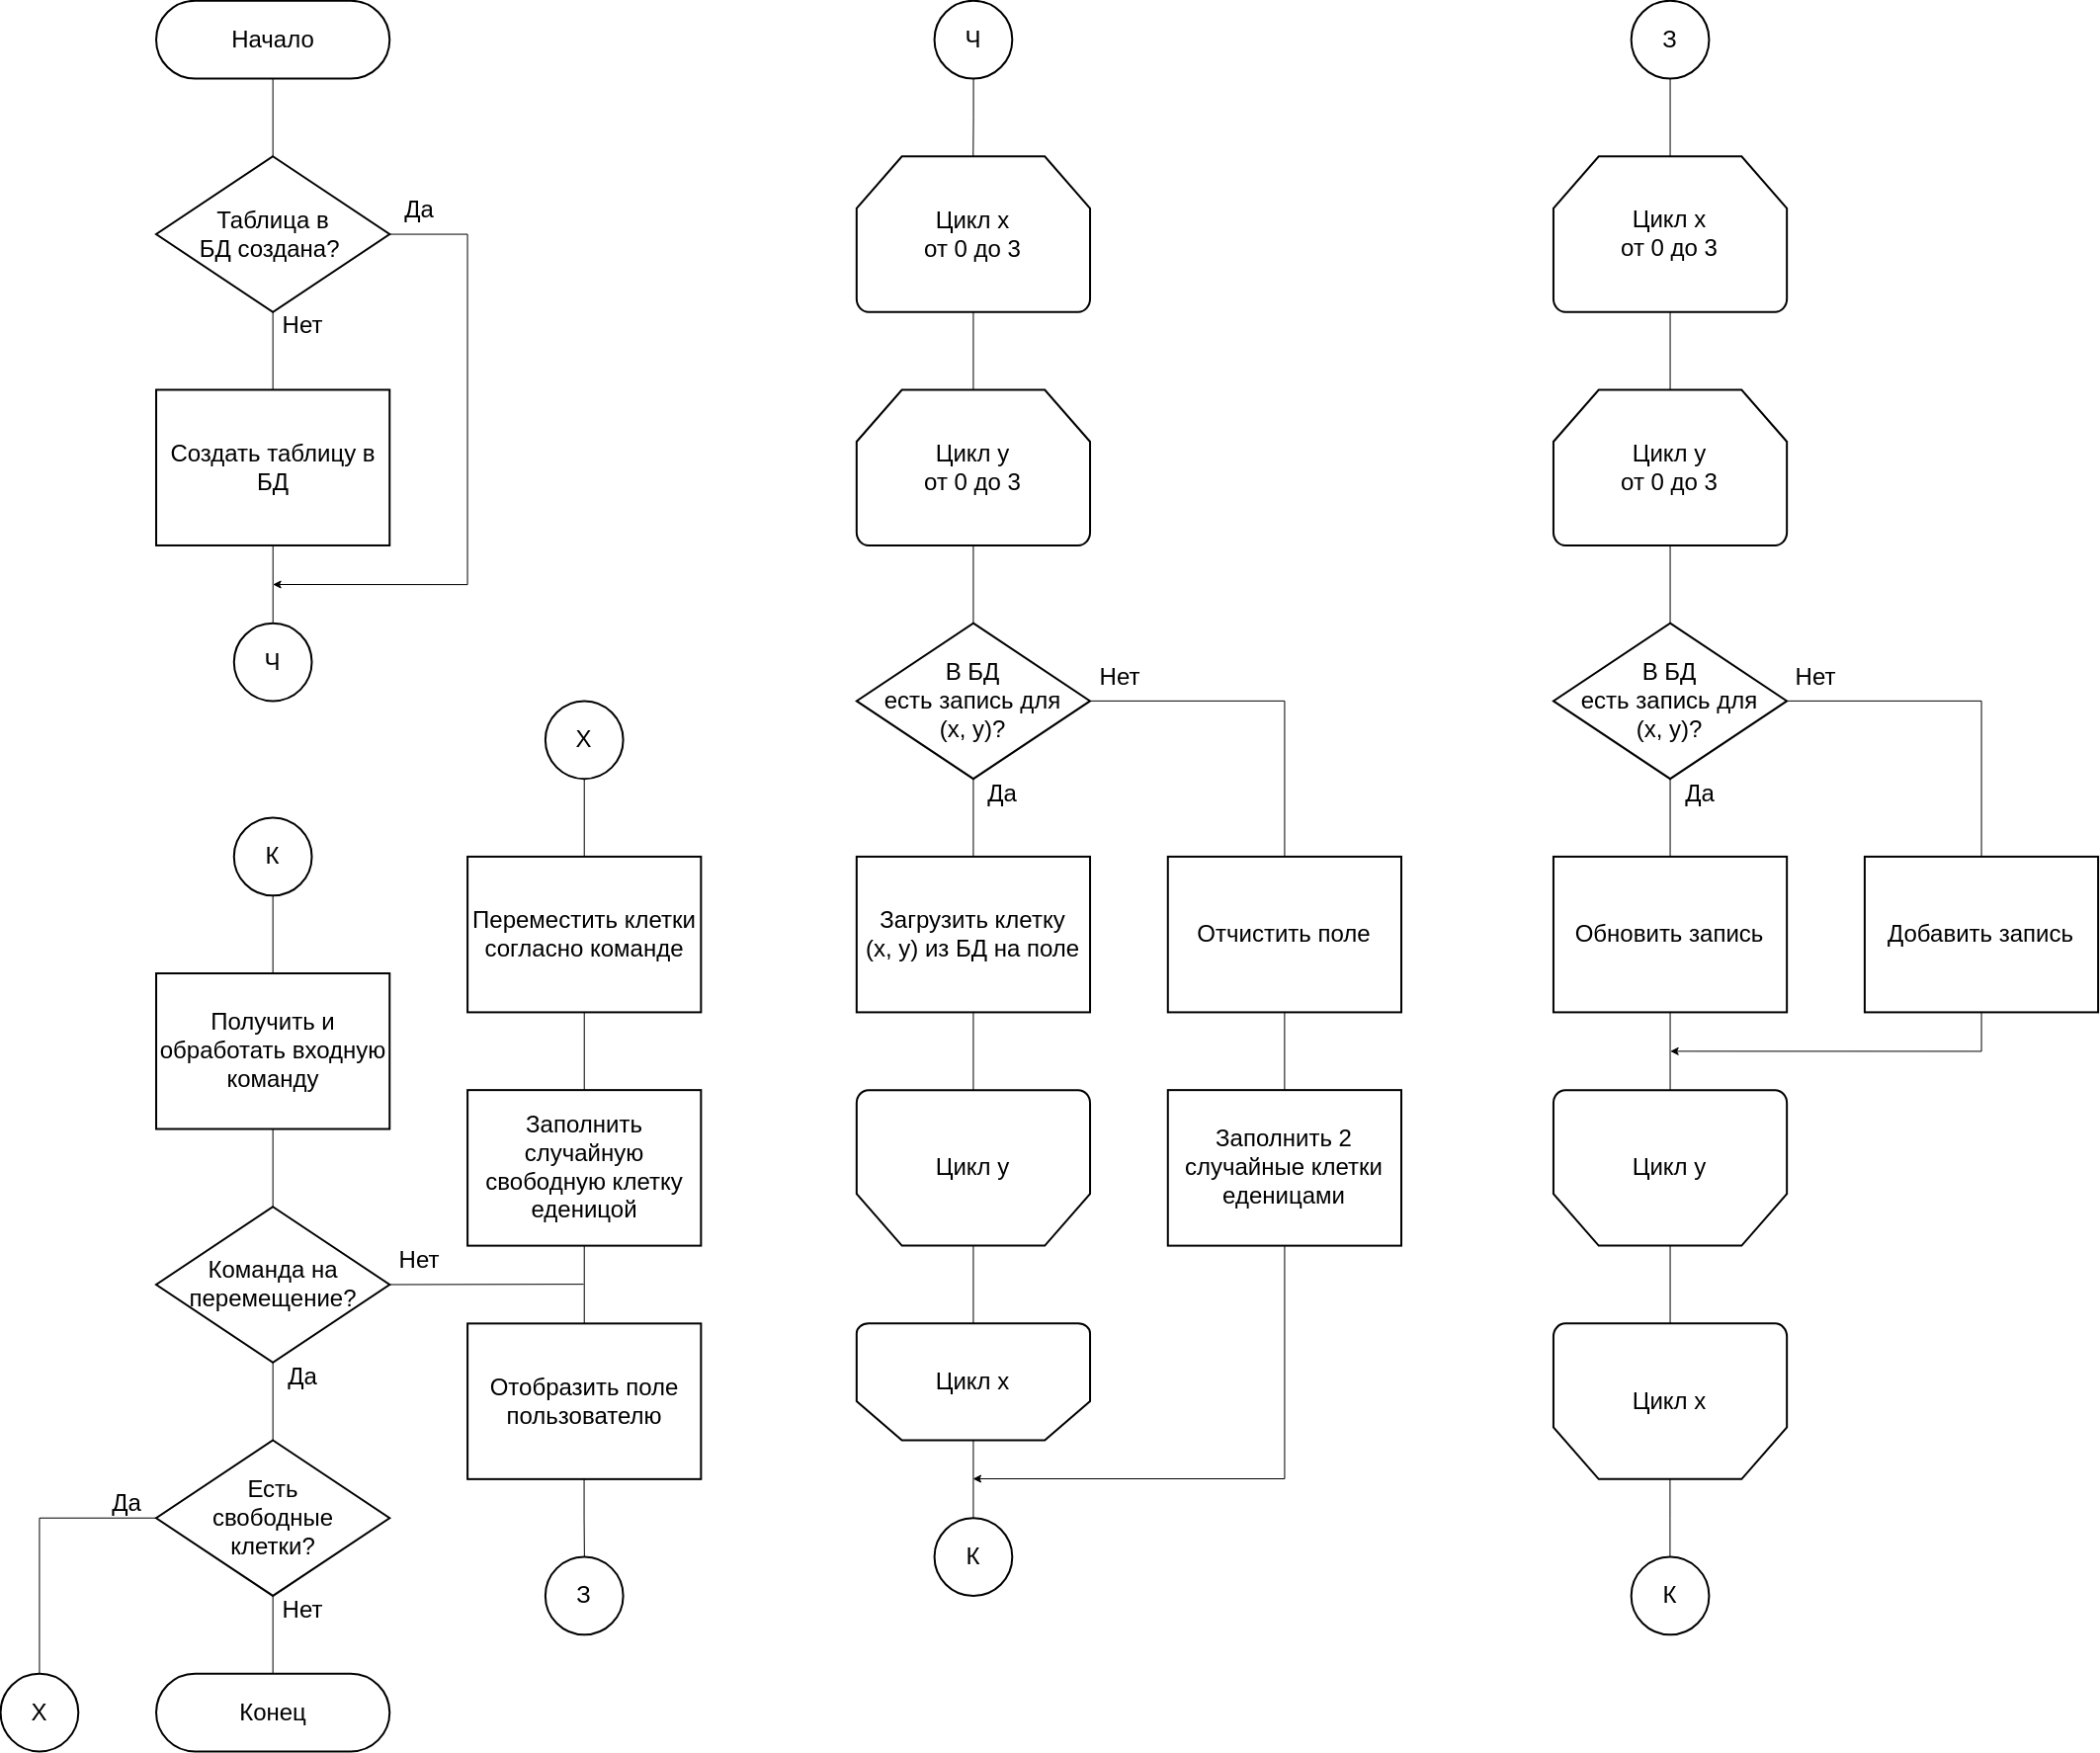 Начало
Таблица в
БД создана?
Да
Нет
Создать таблицу в
БД
Ч
К
Получить и
обработать входную
команду
Команда на
перемещение?
Нет
Да
Есть
свободные
клетки?
Да
Нет
Х
Конец
Х
Переместить клетки
согласно команде
Заполнить
случайную
свободную клетку
еденицой
Отобразить поле
пользователю
З
Ч
Цикл x
от 0 до 3
Цикл y
от 0 до 3
В БД
есть запись для
(x, y)?
Нет
Да
Загрузить клетку
(x, y) из БД на поле
Отчистить поле
Цикл y
Заполнить 2
случайные клетки
еденицами
Цикл x
К
З
Цикл x
от 0 до 3
Цикл y
от 0 до 3
В БД
есть запись для
(x, y)?
Нет
Да
Обновить запись
Добавить запись
Цикл y
Цикл x
К